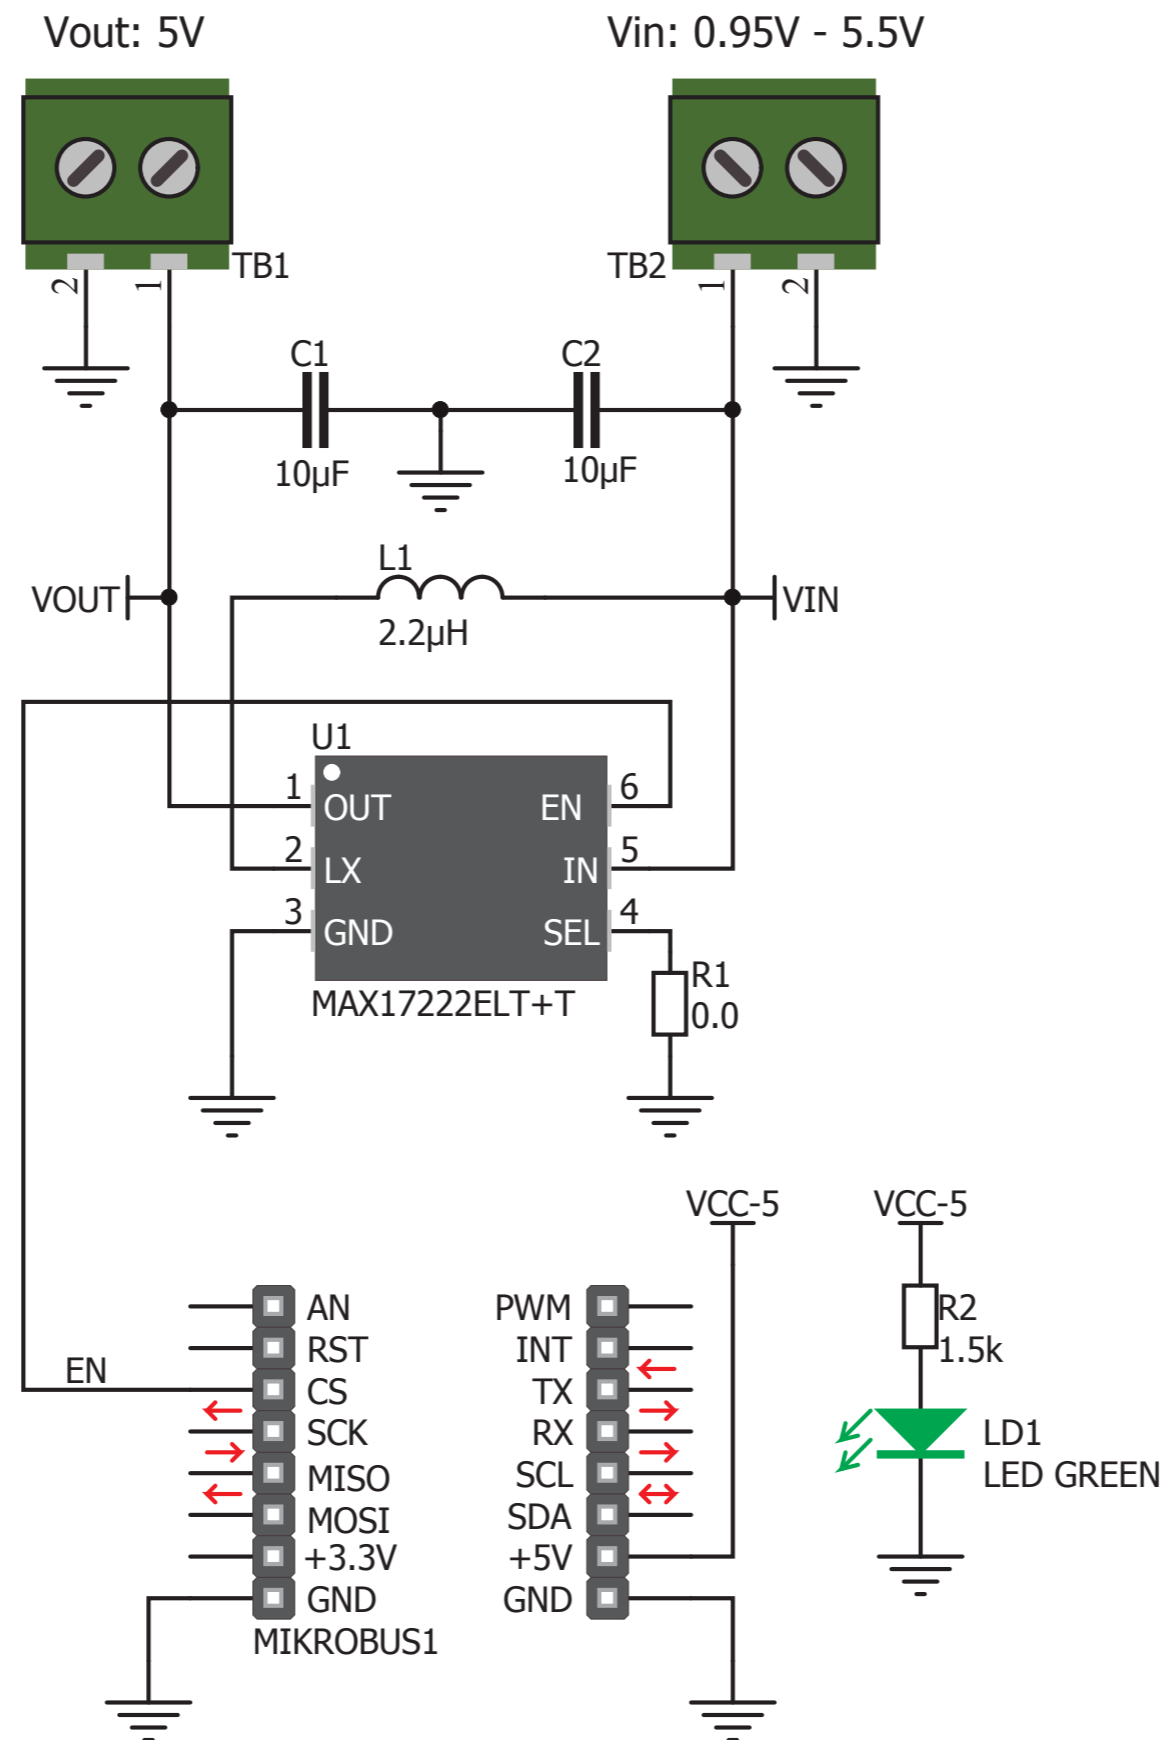 Vout: 5V
Vin: 0.95V - 5.5V
2
1
TB1
TB2
1
2
C1
10µF
C2
10µF
VOUT
L1
2.2µH
VIN
U1
1
OUT
EN
6
2
LX
IN
5
3
GND
SEL
4
MAX17222ELT+T
R1
0.0
VCC-5
VCC-5
AN
PWM
RST
INT
EN
CS
TX
SCK
RX
MISO
SCL
MOSI
SDA
+3.3V
+5V
GND
GND
MIKROBUS1
R2
1.5k
LD1
LED GREEN